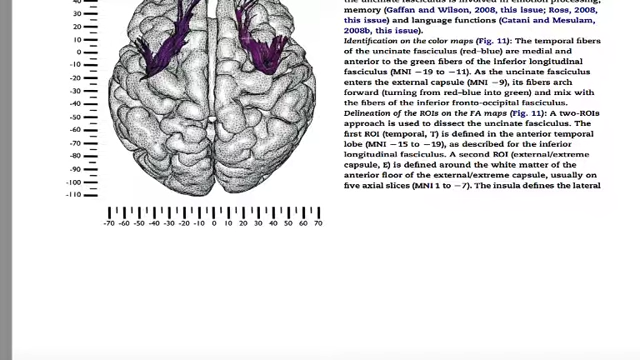 40
30
20
10
0
-10
-20
-30
-40
-50
-60
-70
-80
-90
-100
-110
-70 -60 -50 -40 -30 -20 -10 0 10 20 30 40 50 60 70
the uncinate fasciculus is involved in emotion processing,
memory (Gaffan and Wilson, 2008, this issue; Ross, 2008,
this issue) and language functions (Catani and Mesulam,
2008b, this issue).
Identification on the color maps (Fig. 11): The temporal fibers
of the uncinate fasciculus (red–blue) are medial and
anterior to the green fibers of the inferior longitudinal
fasciculus (MNI −19 to −11). As the uncinate fasciculus
enters the external capsule (MNI −9), its fibers arch
forward (turning from red–blue into green) and mix with
the fibers of the inferior fronto-occipital fasciculus.
Delineation of the ROIs on the FA maps (Fig. 11): A two-ROIs
approach is used to dissect the uncinate fasciculus. The
first ROI (temporal, T) is defined in the anterior temporal
lobe (MNI −15 to −19), as described for the inferior
longitudinal fasciculus. A second ROI (external/extreme
capsule, E) is defined around the white matter of the
anterior floor of the external/extreme capsule, usually on
five axial slices (MNI 1 to −7). The insula defines the lateral